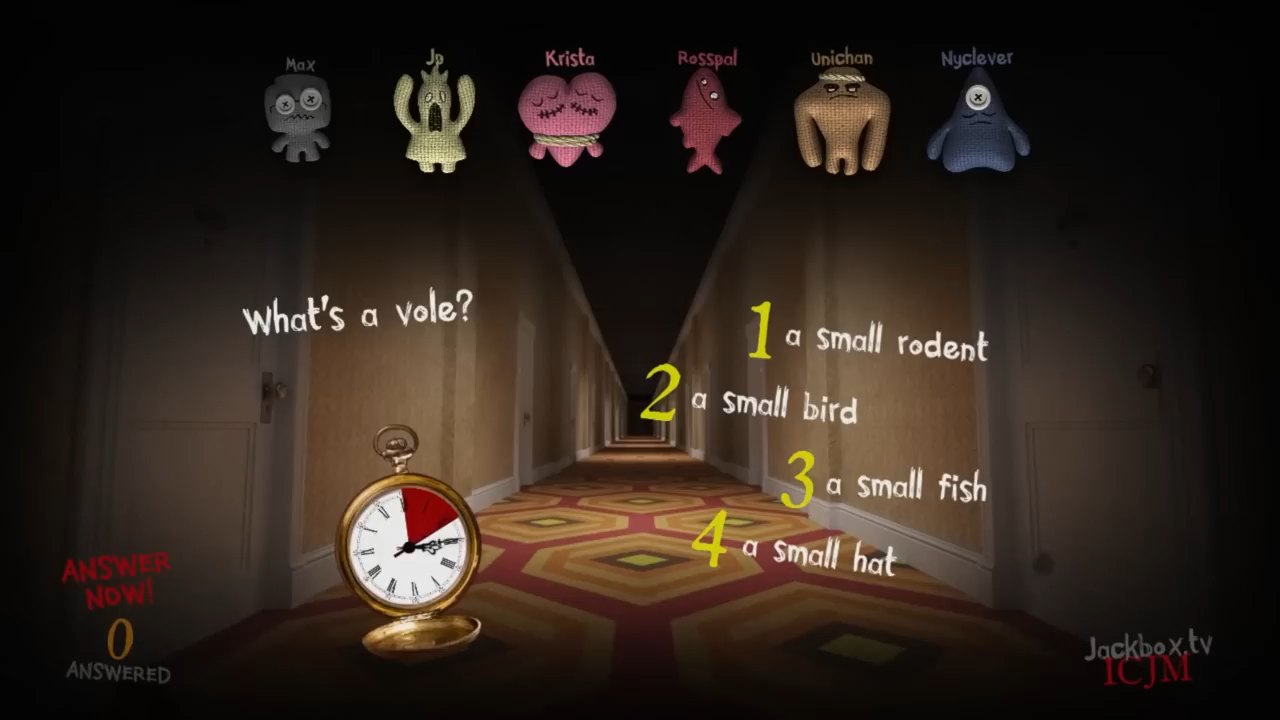 Max
Jp
Krista
Rosspal
Unichan
Nyclever
What's a vole?
1 a small rodent
2 a small bird
3 a small fish
4 a small hat
ANSWER
NOW!
0
ANSWERED
Jackbox.tv
ICJM